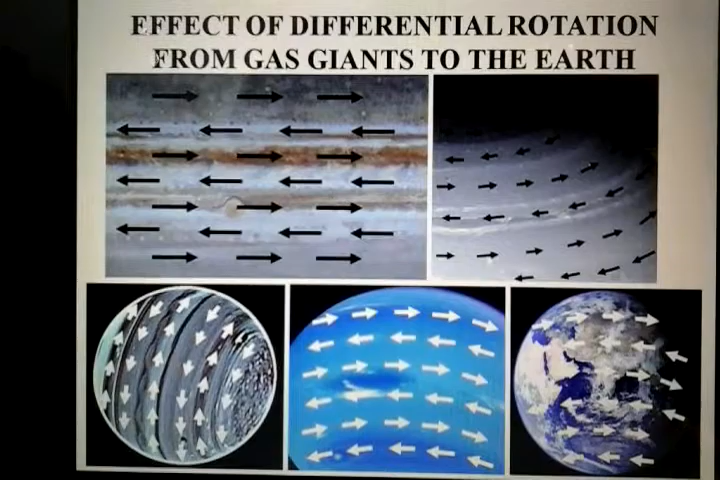 EFFECT OF DIFFERENTIAL ROTATION
FROM GAS GIANTS TO THE EARTH